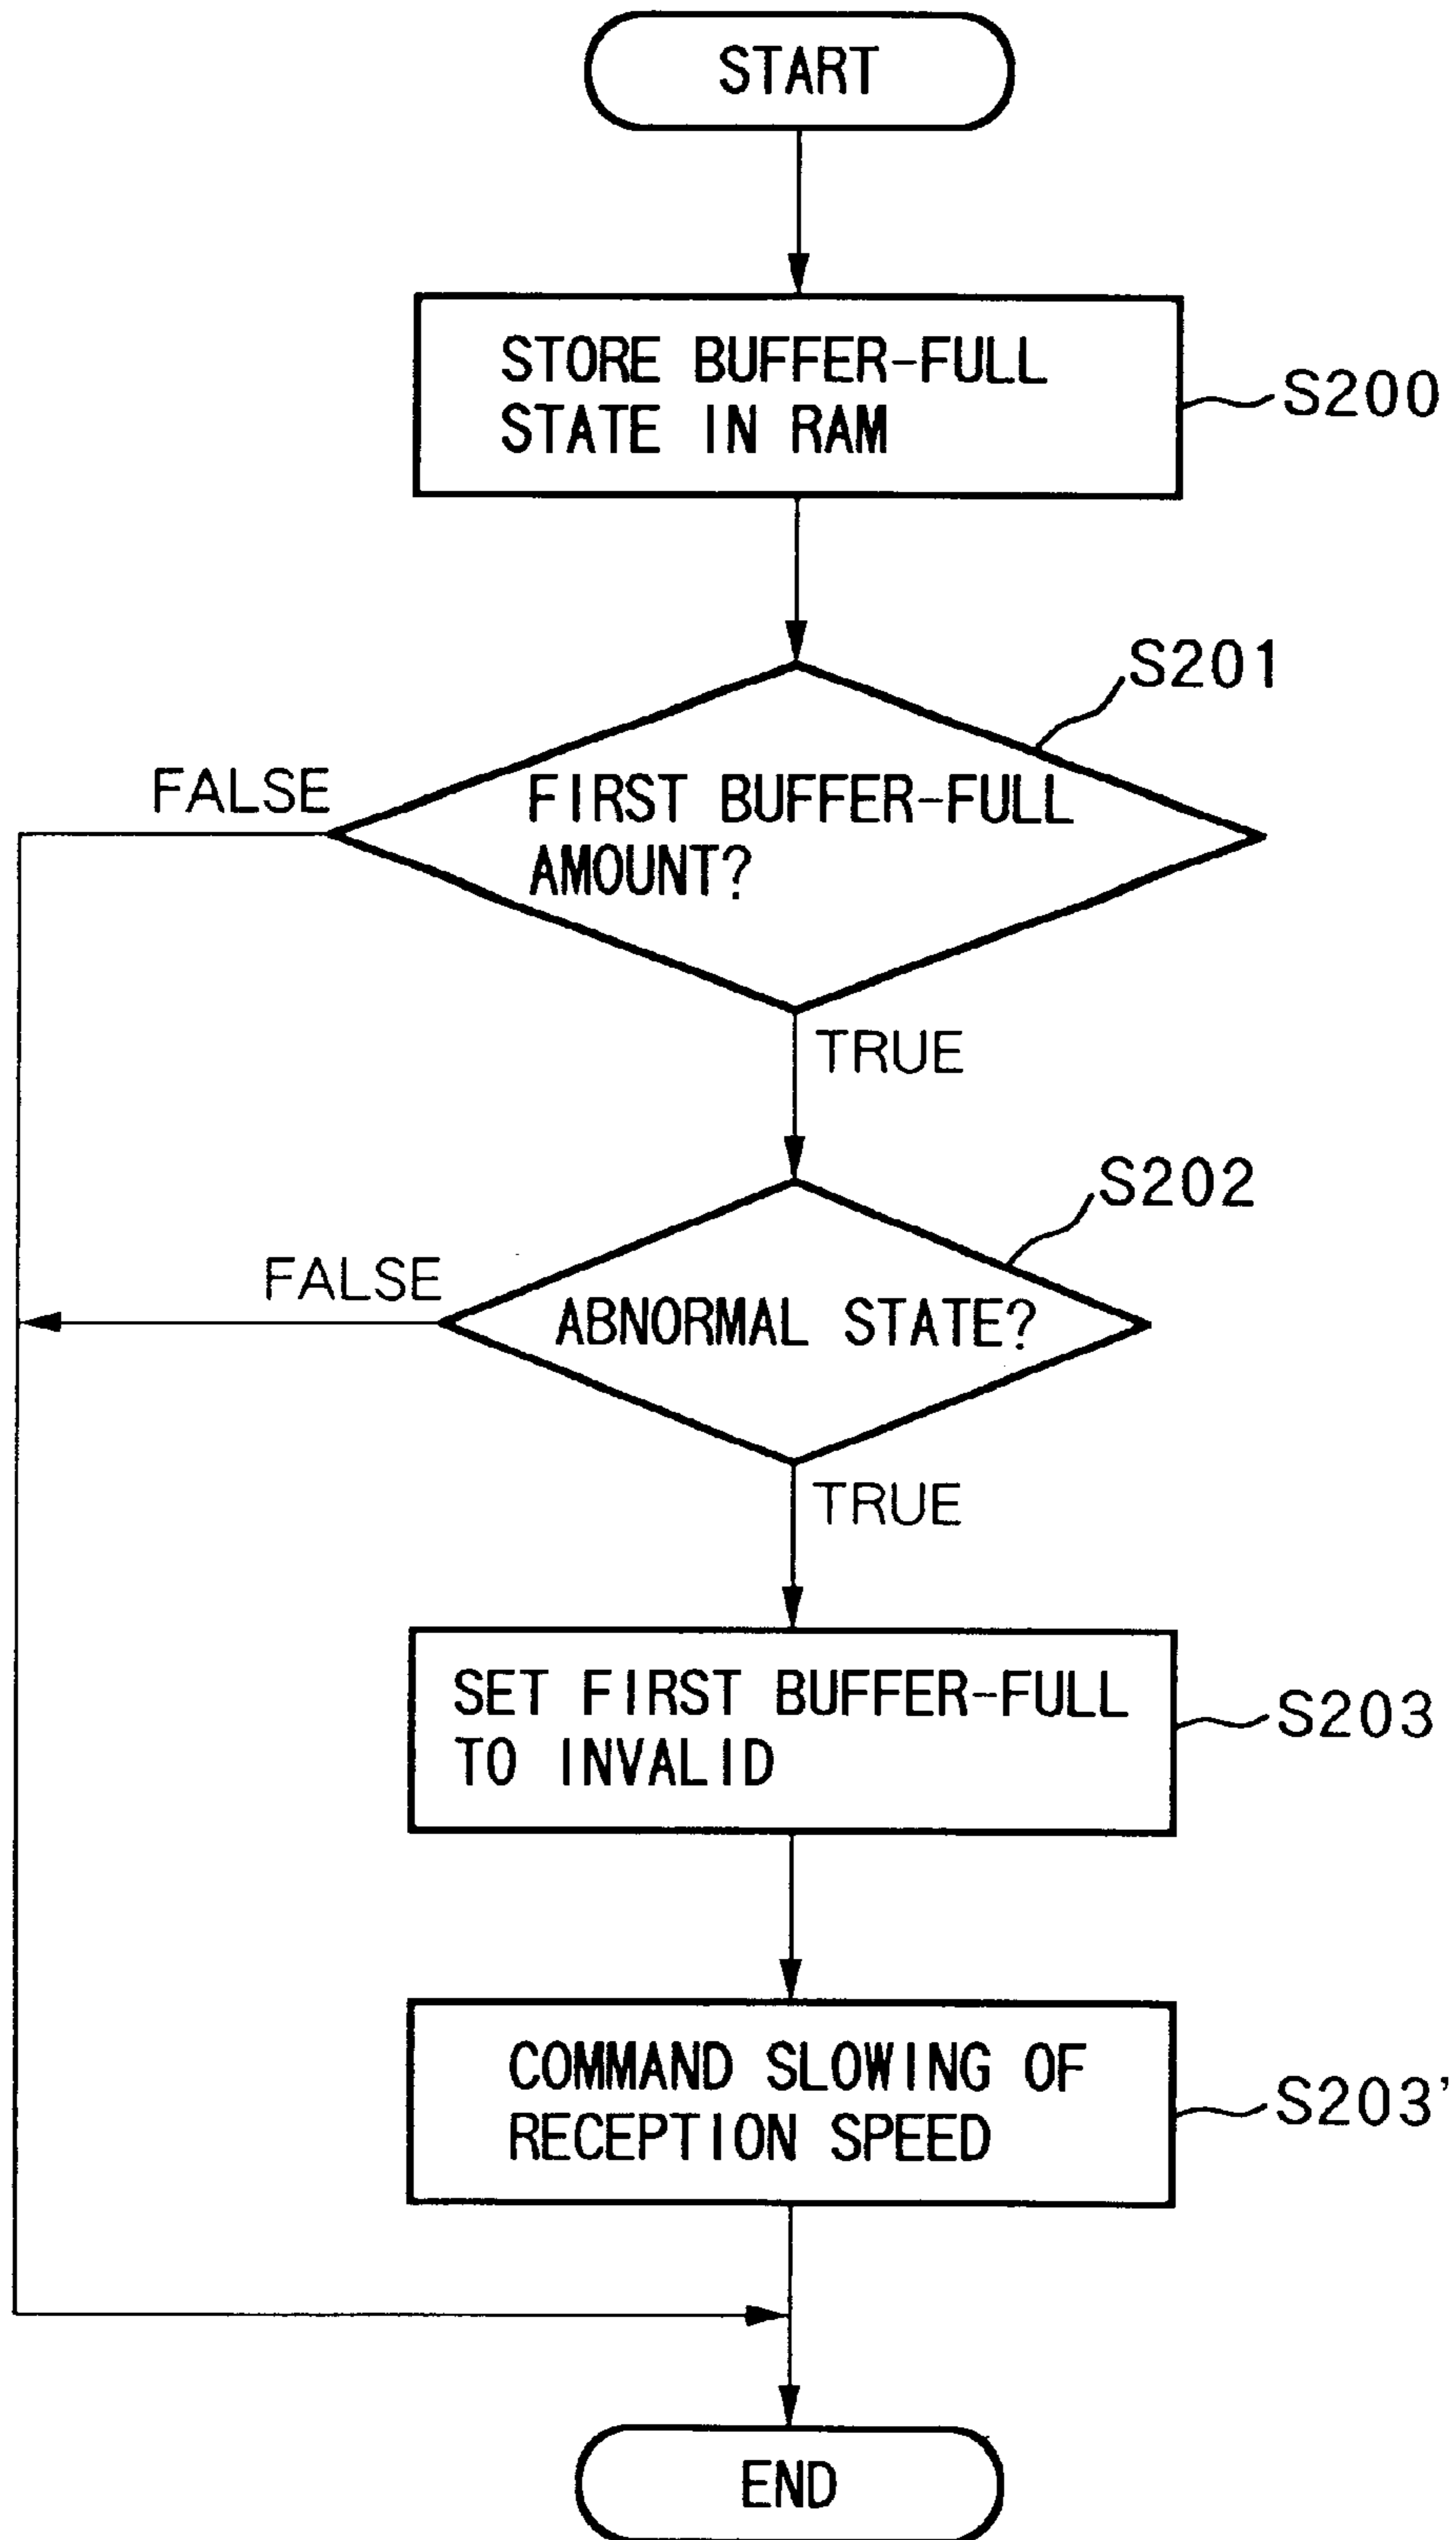 START
STORE BUFFER-FULL
STATE IN RAM
S200
S201
FALSE
FIRST BUFFER-FULL
AMOUNT?
TRUE
S202
FALSE
ABNORMAL STATE?
TRUE
SET FIRST BUFFER-FULL
TO INVALID
S203
COMMAND SLOWING OF
RECEPTION SPEED
S203'
END